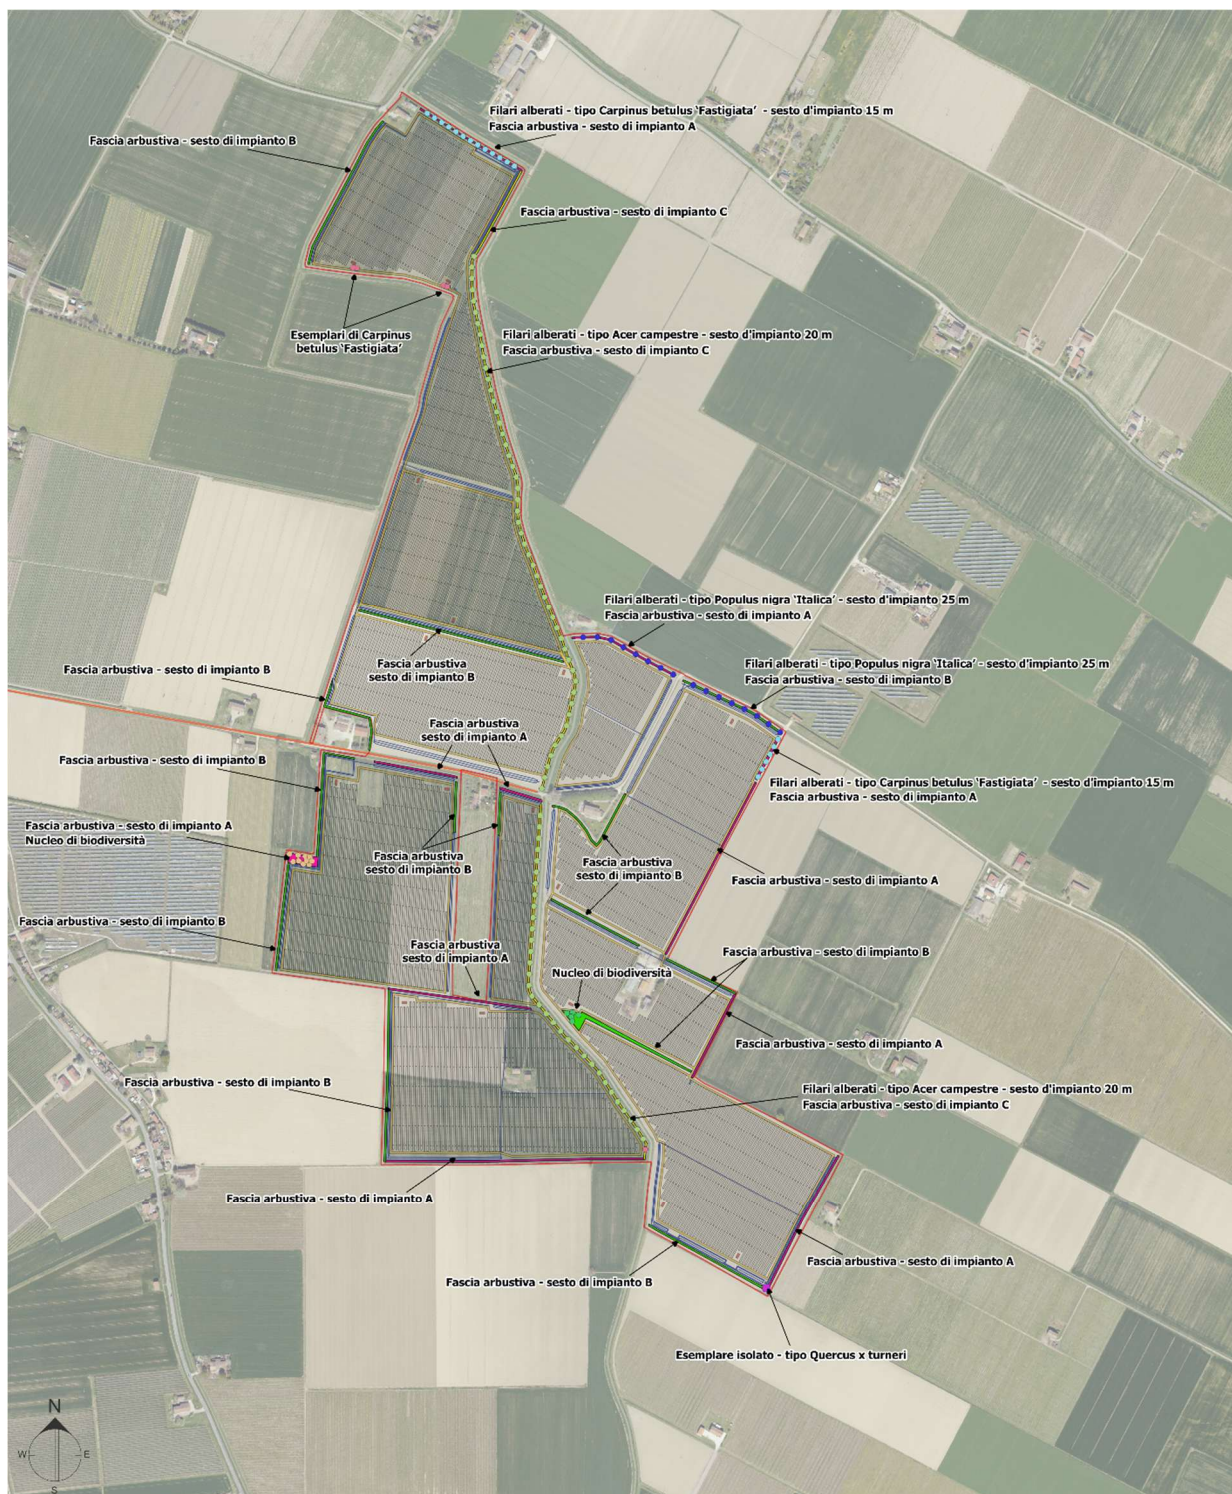 Filari alberati - tipo Carpinus betulus ‘Fastigiata’ - sesto d'impianto 15 m
Fascia arbustiva - sesto di impianto A
Fascia arbustiva - sesto di impianto B
Fascia arbustiva - sesto di impianto C
Esemplari di Carpinus
betulus ‘Fastigiata’
Filari alberati - tipo Acer campestre - sesto d'impianto 20 m
Fascia arbustiva - sesto di impianto C
Filari alberati - tipo Populus nigra ‘Italica’ - sesto d'impianto 25 m
Fascia arbustiva - sesto di impianto A
Filari alberati - tipo Populus nigra ‘Italica’ - sesto d'impianto 25 m
Fascia arbustiva - sesto di impianto B
Fascia arbustiva
sesto di impianto B
Fascia arbustiva - sesto di impianto B
Fascia arbustiva
sesto di impianto A
Fascia arbustiva - sesto di impianto B
Filari alberati - tipo Carpinus betulus ‘Fastigiata’ - sesto d'impianto 15 m
Fascia arbustiva - sesto di impianto A
Fascia arbustiva - sesto di impianto A
Nucleo di biodiversità
Fascia arbustiva
sesto di impianto B
Fascia arbustiva
sesto di impianto B
Fascia arbustiva - sesto di impianto A
Fascia arbustiva - sesto di impianto B
Fascia arbustiva
sesto di impianto A
Fascia arbustiva - sesto di impianto B
Nucleo di biodiversità
Fascia arbustiva - sesto di impianto A
Fascia arbustiva - sesto di impianto B
Filari alberati - tipo Acer campestre - sesto d'impianto 20 m
Fascia arbustiva - sesto di impianto C
Fascia arbustiva - sesto di impianto A
Fascia arbustiva - sesto di impianto A
Fascia arbustiva - sesto di impianto B
Esemplare isolato - tipo Quercus x turneri
N
W
E
S